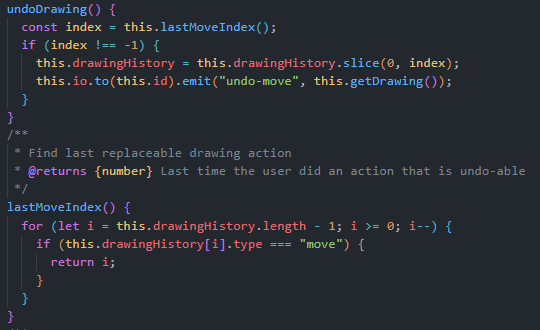 undoDrawing() {
const index = this.lastMoveIndex();
if (index !== -1) {
this.drawingHistory = this.drawingHistory.slice(0, index);
this.io.to(this.id).emit("undo-move", this.getDrawing());
}
}
/**
* Find last replaceable drawing action
* @returns {number} Last time the user did an action that is undo-able
*/
lastMoveIndex() {
for (let i = this.drawingHistory.length - 1; i >= 0; i--) {
if (this.drawingHistory[i].type === "move") {
return i;
}
}
}